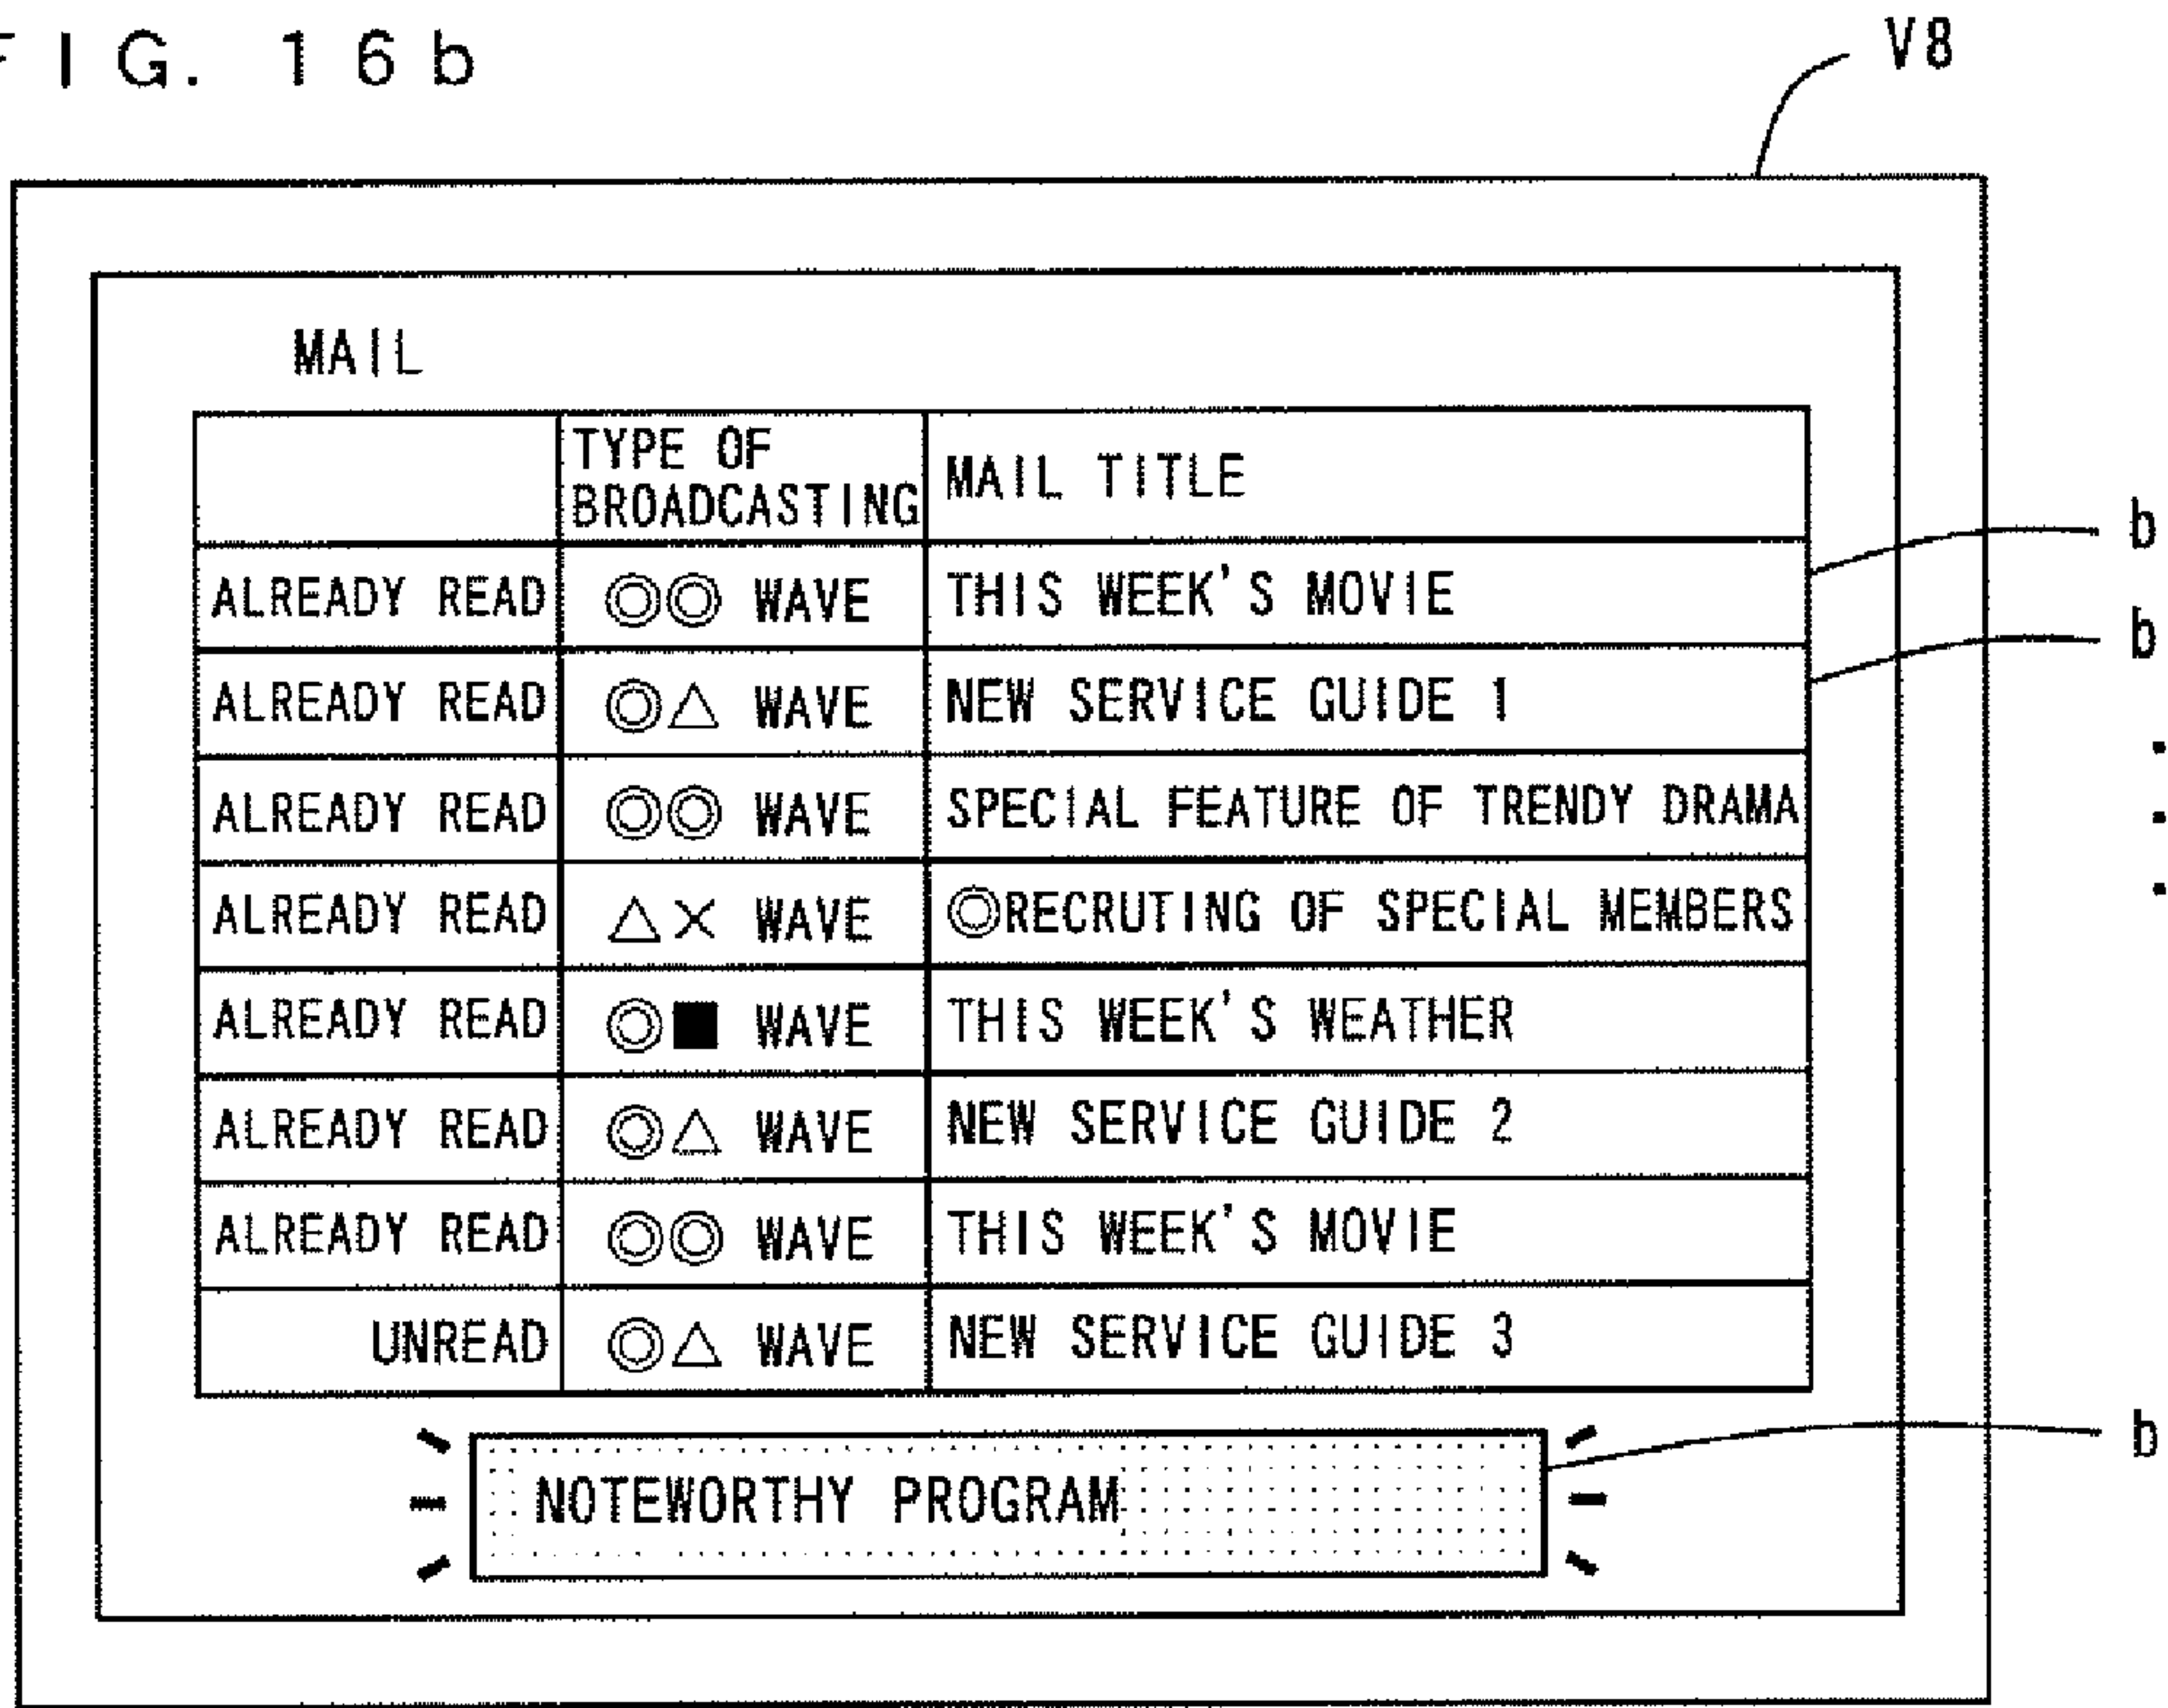 FIG. 16b
V8
MAIL
TYPE OF
BROADCASTING
MAIL TITLE
ALREADY READ ◎◎ WAVE THIS WEEK'S MOVIE
b
ALREADY READ ◎△ WAVE NEW SERVICE GUIDE 1
b
ALREADY READ ◎◎ WAVE SPECIAL FEATURE OF TRENDY DRAMA
ALREADY READ △× WAVE ◎RECRUTING OF SPECIAL MEMBERS
ALREADY READ ◎■ WAVE THIS WEEK'S WEATHER
ALREADY READ ◎△ WAVE NEW SERVICE GUIDE 2
ALREADY READ ◎◎ WAVE THIS WEEK'S MOVIE
UNREAD ◎△ WAVE NEW SERVICE GUIDE 3
NOTEWORTHY PROGRAM
b